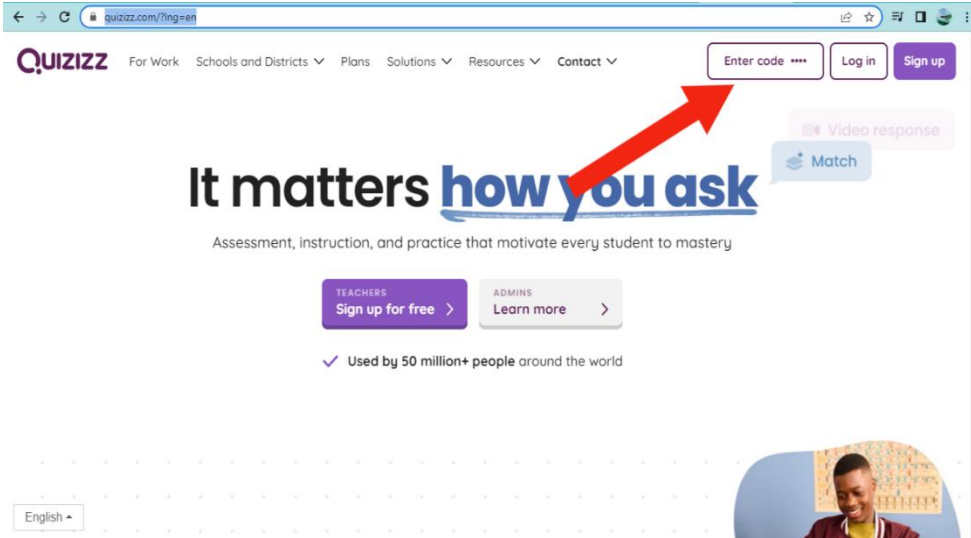 quizizz.com/?lng=en
QUIZIZZ For Work Schools and Districts Plans Solutions Resources Contact Enter code •••• Log in Sign up
Video response
Match
It matters how you ask
Assessment, instruction, and practice that motivate every student to mastery
TEACHERS
Sign up for free >
ADMINS
Learn more >
Used by 50 million+ people around the world
English